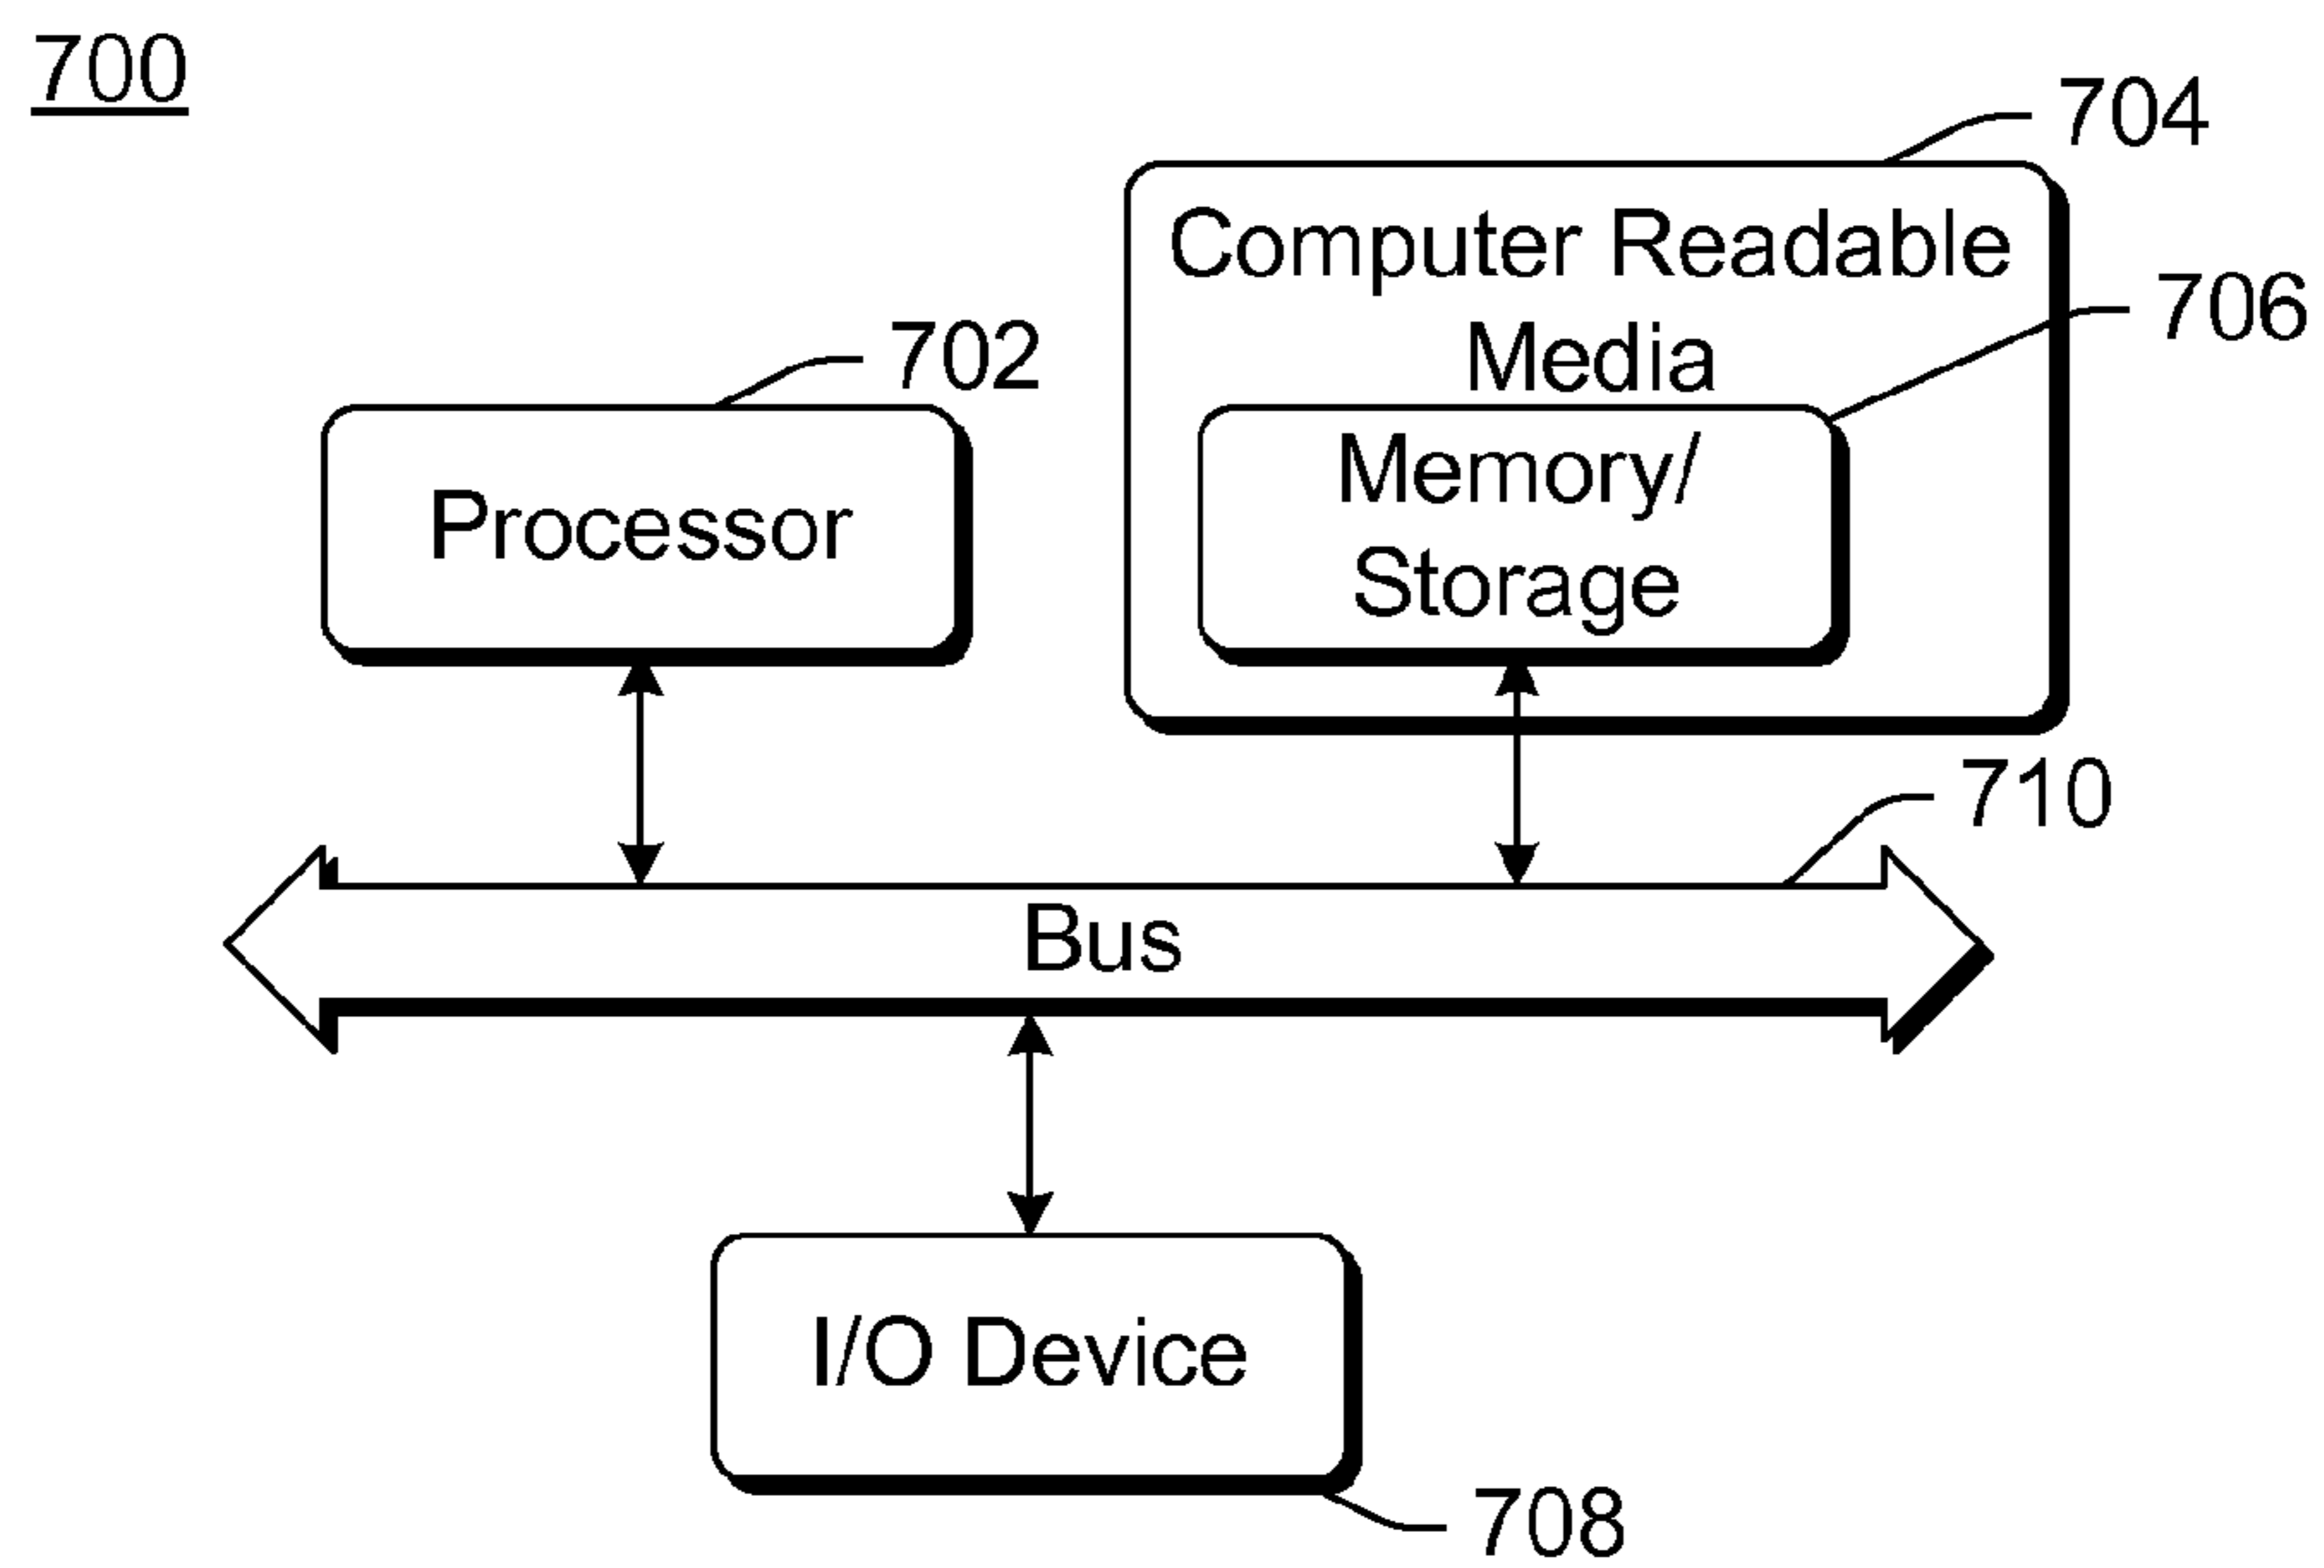 700
704
Computer Readable
Media
706
702
Memory/
Storage
Processor
710
Bus
I/O Device
708